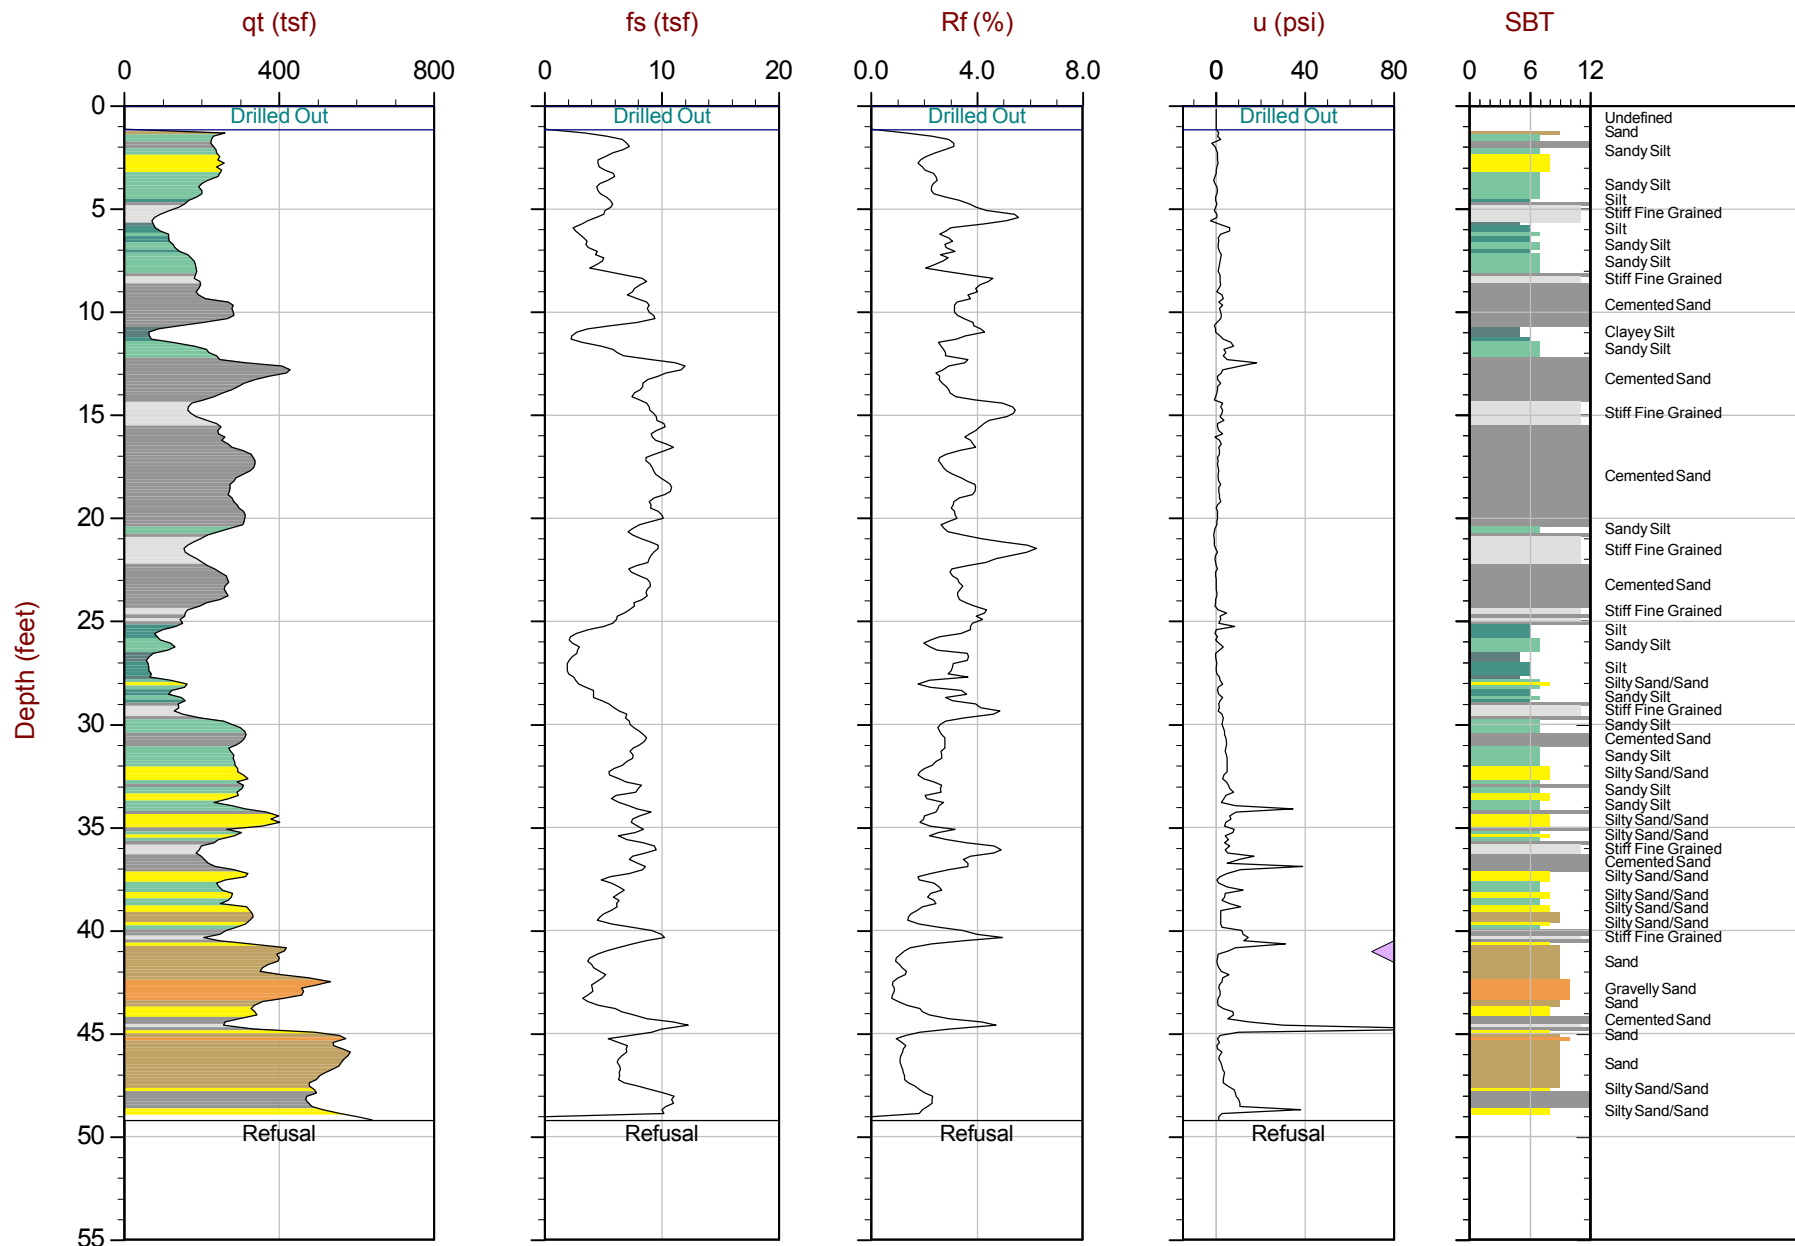 qt (tsf) fs (tsf) Rf (%) u (psi) SBT
0 400 800 0 10 20 0.0 4.0 8.0 0 40 80 0 6 12
0
Drilled Out Drilled Out Drilled Out Drilled Out
Undefined
Sand
Sandy Silt
Sandy Silt
Silt
5
Stiff Fine Grained
Silt
Sandy Silt
Sandy Silt
Stiff Fine Grained
10
Cemented Sand
Clayey Silt
Sandy Silt
Cemented Sand
15
Stiff Fine Grained
Cemented Sand
20
Sandy Silt
Stiff Fine Grained
Cemented Sand
Stiff Fine Grained
25
Silt
Sandy Silt
Silt
Silty Sand/Sand
Sandy Silt
Stiff Fine Grained
30
Sandy Silt
Cemented Sand
Sandy Silt
Silty Sand/Sand
Sandy Silt
Sandy Silt
Silty Sand/Sand
35
Silty Sand/Sand
Stiff Fine Grained
Cemented Sand
Silty Sand/Sand
Silty Sand/Sand
Silty Sand/Sand
Silty Sand/Sand
40
Stiff Fine Grained
Sand
Gravelly Sand
Sand
Cemented Sand
45
Sand
Sand
Silty Sand/Sand
Silty Sand/Sand
Refusal Refusal Refusal Refusal
50
55
Depth (feet)